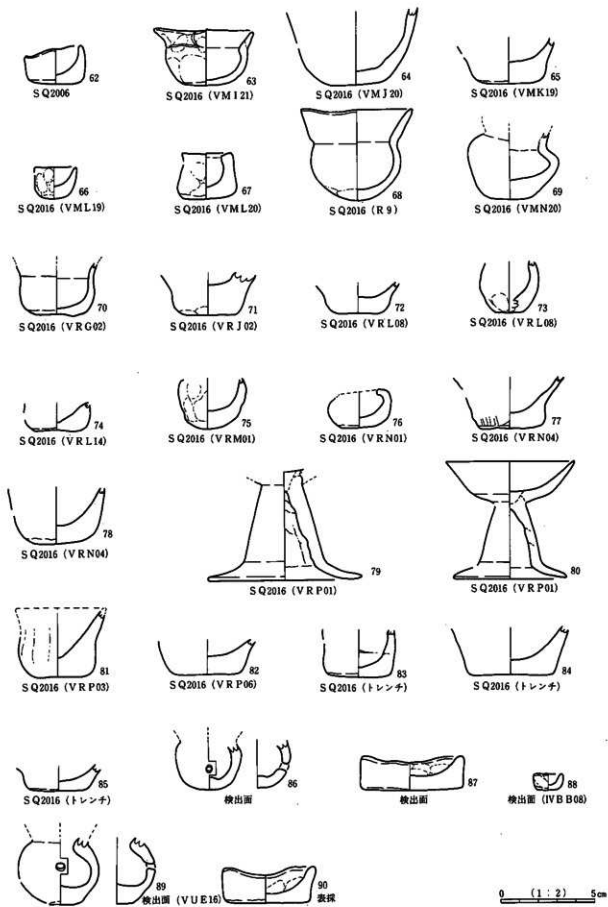 62
SQ2006
63
SQ2016 (VMI21)
64
SQ2016 (VMJ20)
65
SQ2016 (VMK19)
66
SQ2016 (VML19)
67
SQ2016 (VML20)
68
SQ2016 (R9)
69
SQ2016 (VMN20)
70
SQ2016 (VRG02)
71
SQ2016 (VRJ02)
72
SQ2016 (VRL08)
73
SQ2016 (VRL08)
74
SQ2016 (VRL14)
75
SQ2016 (VRM01)
76
SQ2016 (VRN01)
77
SQ2016 (VRN04)
78
SQ2016 (VRN04)
79
SQ2016 (VRP01)
80
SQ2016 (VRP01)
81
SQ2016 (VRP03)
82
SQ2016 (VRP06)
83
SQ2016 (トレンチ)
84
SQ2016 (トレンチ)
85
SQ2016 (トレンチ)
86
検出面
87
検出面
88
検出面 (IVBB08)
89
検出面 (VUE16)
90
表採
0 (1:2) 5cm